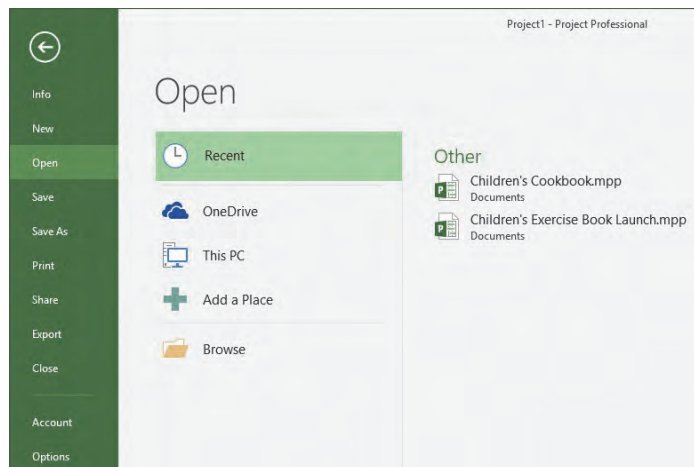 Project1 - Project Professional
Info
New
Open
Save
Save As
Print
Share
Export
Close
Account
Options
Open
Recent
OneDrive
This PC
Add a Place
Browse
Other
Children's Cookbook.mpp
Documents
Children's Exercise Book Launch.mpp
Documents